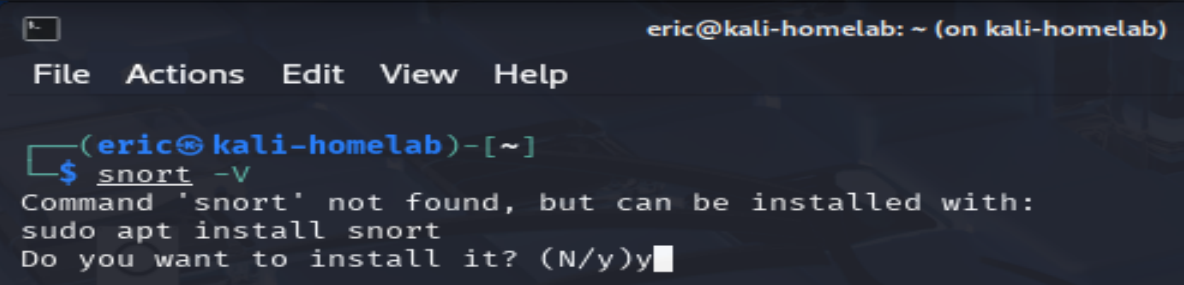 eric@kali-homelab: ~ (on kali-homelab)
File Actions Edit View Help
┌──(eric㉿kali-homelab)-[~]
└─$ snort -V
Command 'snort' not found, but can be installed with:
sudo apt install snort
Do you want to install it? (N/y)y